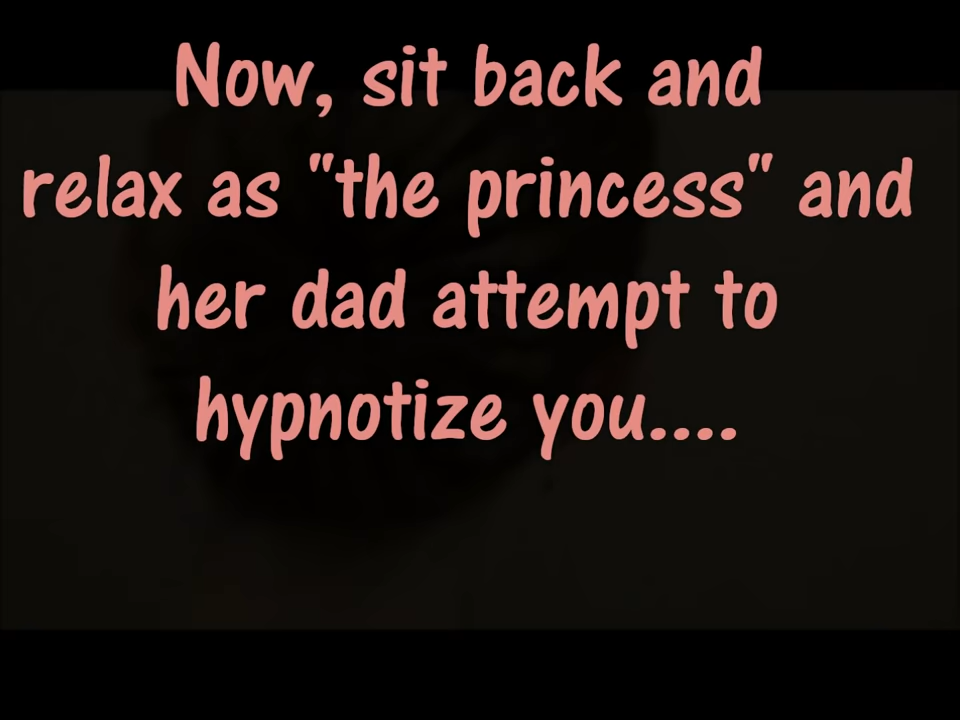 Now, sit back and
relax as "the princess" and
her dad attempt to
hypnotize you....